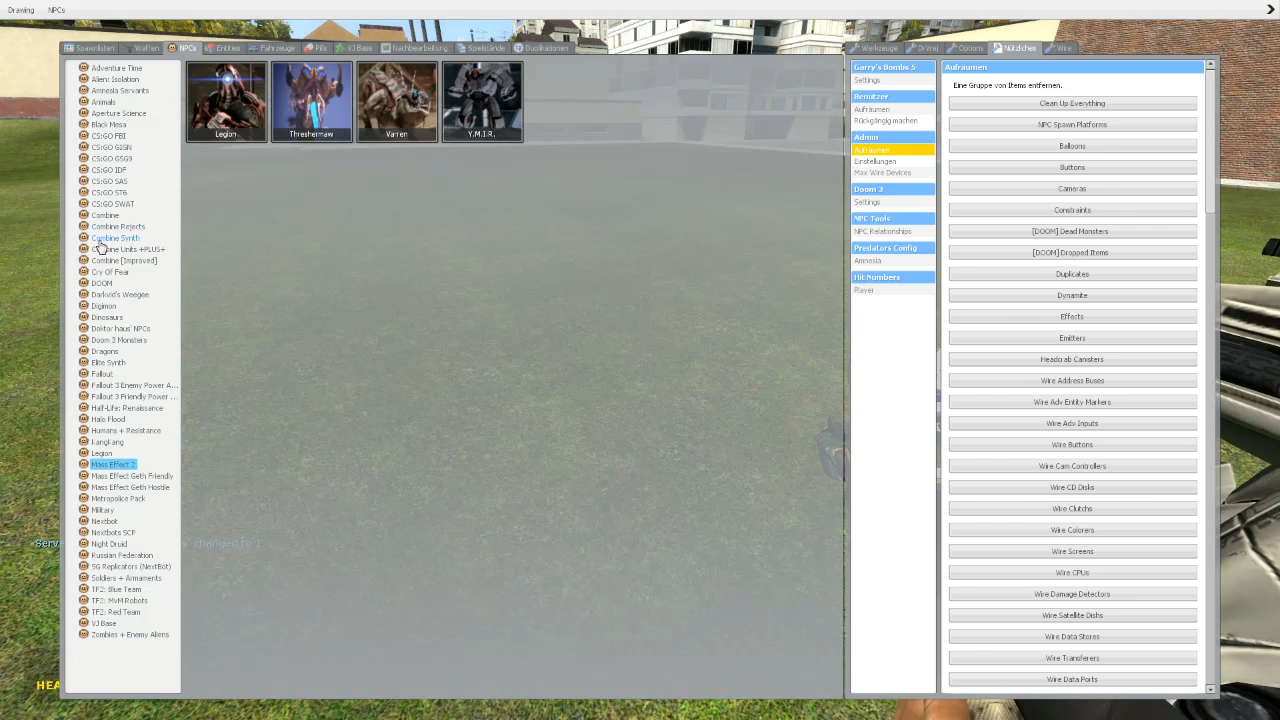 Drawing NPCs
Spawnlisten Waffen NPCs Entities Fahrzeuge Pills VJ Base Nachbearbeitung Spielstände Duplikationen
Adventure Time
Alien: Isolation
Amnesia Servants
Animals
Aperture Science
Black Mesa
CS:GO FBI
CS:GO GIGN
CS:GO GSG9
CS:GO IDF
CS:GO SAS
CS:GO ST6
CS:GO SWAT
Combine
Combine Rejects
Combine Synth
Units +PLUS+
Combine [Improved]
Cry Of Fear
DOOM
Darkvid's Weegee
Digimon
Dinosaurs
Doktor haus' NPCs
Doom 3 Monsters
Dragons
Elite Synth
Fallout
Fallout 3 Enemy Power A...
Fallout 3 Friendly Power ...
Half-Life: Renaissance
Halo Flood
Humans + Resistance
KangKang
Legion
Mass Effect 2
Mass Effect Geth Friendly
Mass Effect Geth Hostile
Metropolice Pack
Military
Nextbot
Nextbots SCP
Night Druid
Russian Federation
SG Replicators (NextBot)
Soldiers + Armaments
TF2: Blue Team
TF2: MvM Robots
TF2: Red Team
VJ Base
Zombies + Enemy Aliens
Legion Threshermaw Varren Y.M.I.R.
Serve
' changed to 1
HEA
Werkzeuge DrVrej Options Nützliches Wire
Garry's Bombs 5
Settings
Benutzer
Aufräumen
Rückgängig machen
Admin
Aufräumen
Einstellungen
Max Wire Devices
Doom 3
Settings
NPC Tools
NPC Relationships
Predators Config
Amnesia
Hit Numbers
Player
Aufräumen
Eine Gruppe von Items entfernen.
Clean Up Everything
NPC Spawn Platforms
Balloons
Buttons
Cameras
Constraints
[DOOM] Dead Monsters
[DOOM] Dropped Items
Duplicates
Dynamite
Effects
Emitters
Headcrab Canisters
Wire Address Buses
Wire Adv Entity Markers
Wire Adv Inputs
Wire Buttons
Wire Cam Controllers
Wire CD Disks
Wire Clutchs
Wire Colorers
Wire Screens
Wire CPUs
Wire Damage Detectors
Wire Satellite Dishs
Wire Data Stores
Wire Transferers
Wire Data Ports